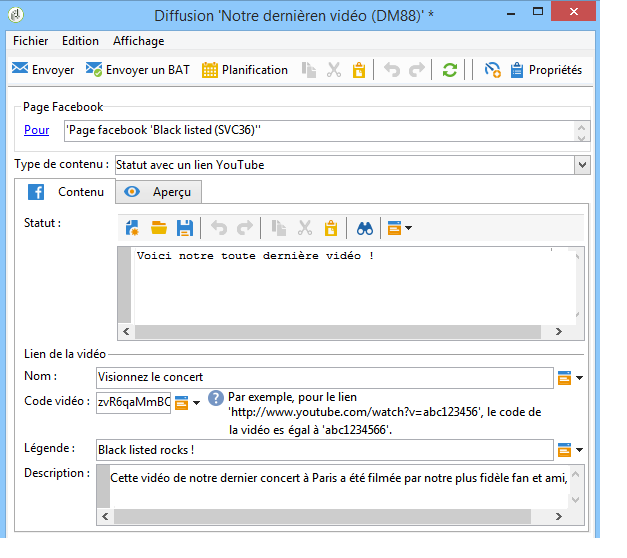 Diffusion 'Notre dernièren vidéo (DM88)' *
Fichier Edition Affichage
Envoyer Envoyer un BAT Planification Propriétés
Page Facebook
Pour 'Page facebook 'Black listed (SVC36)''
Type de contenu : Statut avec un lien YouTube
Contenu Aperçu
Statut :
Voici notre toute dernière vidéo !
Lien de la vidéo
Nom : Visionnez le concert
Code vidéo : zvR6qaMmBC Par exemple, pour le lien
'http://www.youtube.com/watch?v=abc123456', le code de
la vidéo es égal à 'abc1234566'.
Légende : Black listed rocks !
Description : Cette vidéo de notre dernier concert à Paris a été filmée par notre plus fidèle fan et ami,